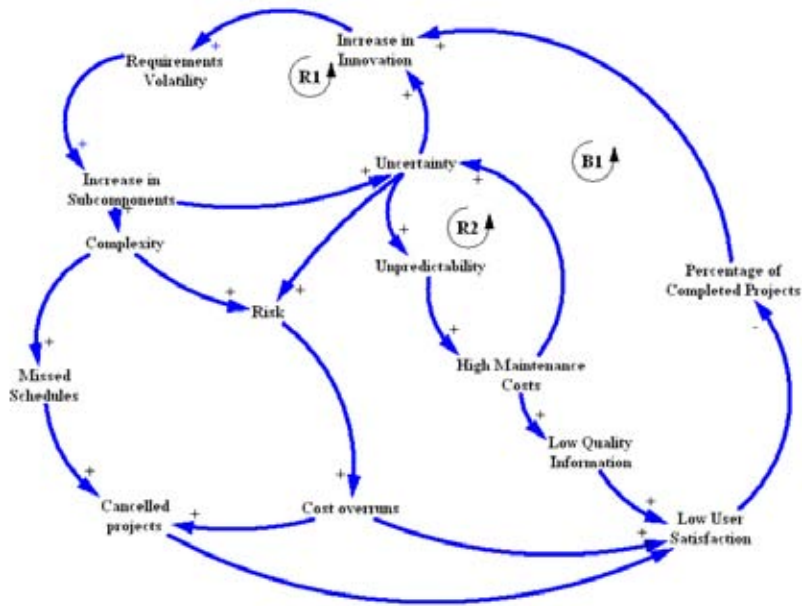 Increase in
Innovation
+
+
R1
Requirements
Volatility
+
+
B1
+
Uncertainty
+
+
Increase in
Subcomponents
+
R2
+
Complexity
Unpredictability
Percentage of
Completed Projects
+
+
Risk
+
-
+
High Maintenance
Costs
Missed
Schedules
+
Low Quality
Information
+
+
+
+
Cancelled
projects
Cost overruns
+
Low User
Satisfaction